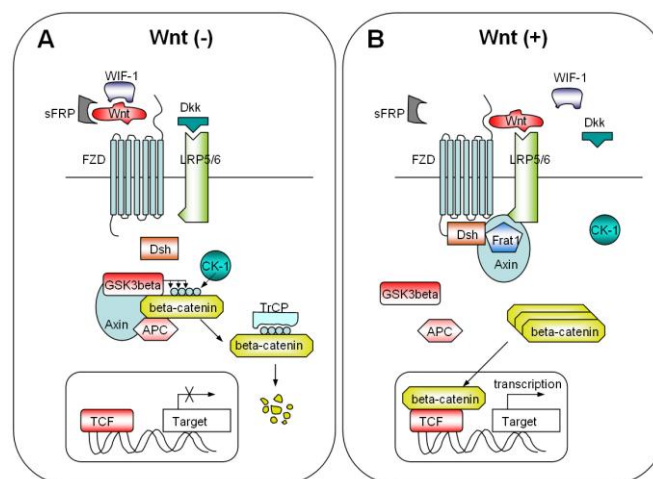 A
Wnt (-)
WIF-1
sFRP
Wnt
Dkk
FZD
LRP5/6
Dsh
CK-1
GSK3beta
beta-catenin
Axin
APC
TrCP
beta-catenin
TCF
Target
B
Wnt (+)
WIF-1
sFRP
Wnt
Dkk
FZD
LRP5/6
Dsh
Frat1
Axin
CK-1
GSK3beta
APC
beta-catenin
beta-catenin
transcription
TCF
Target